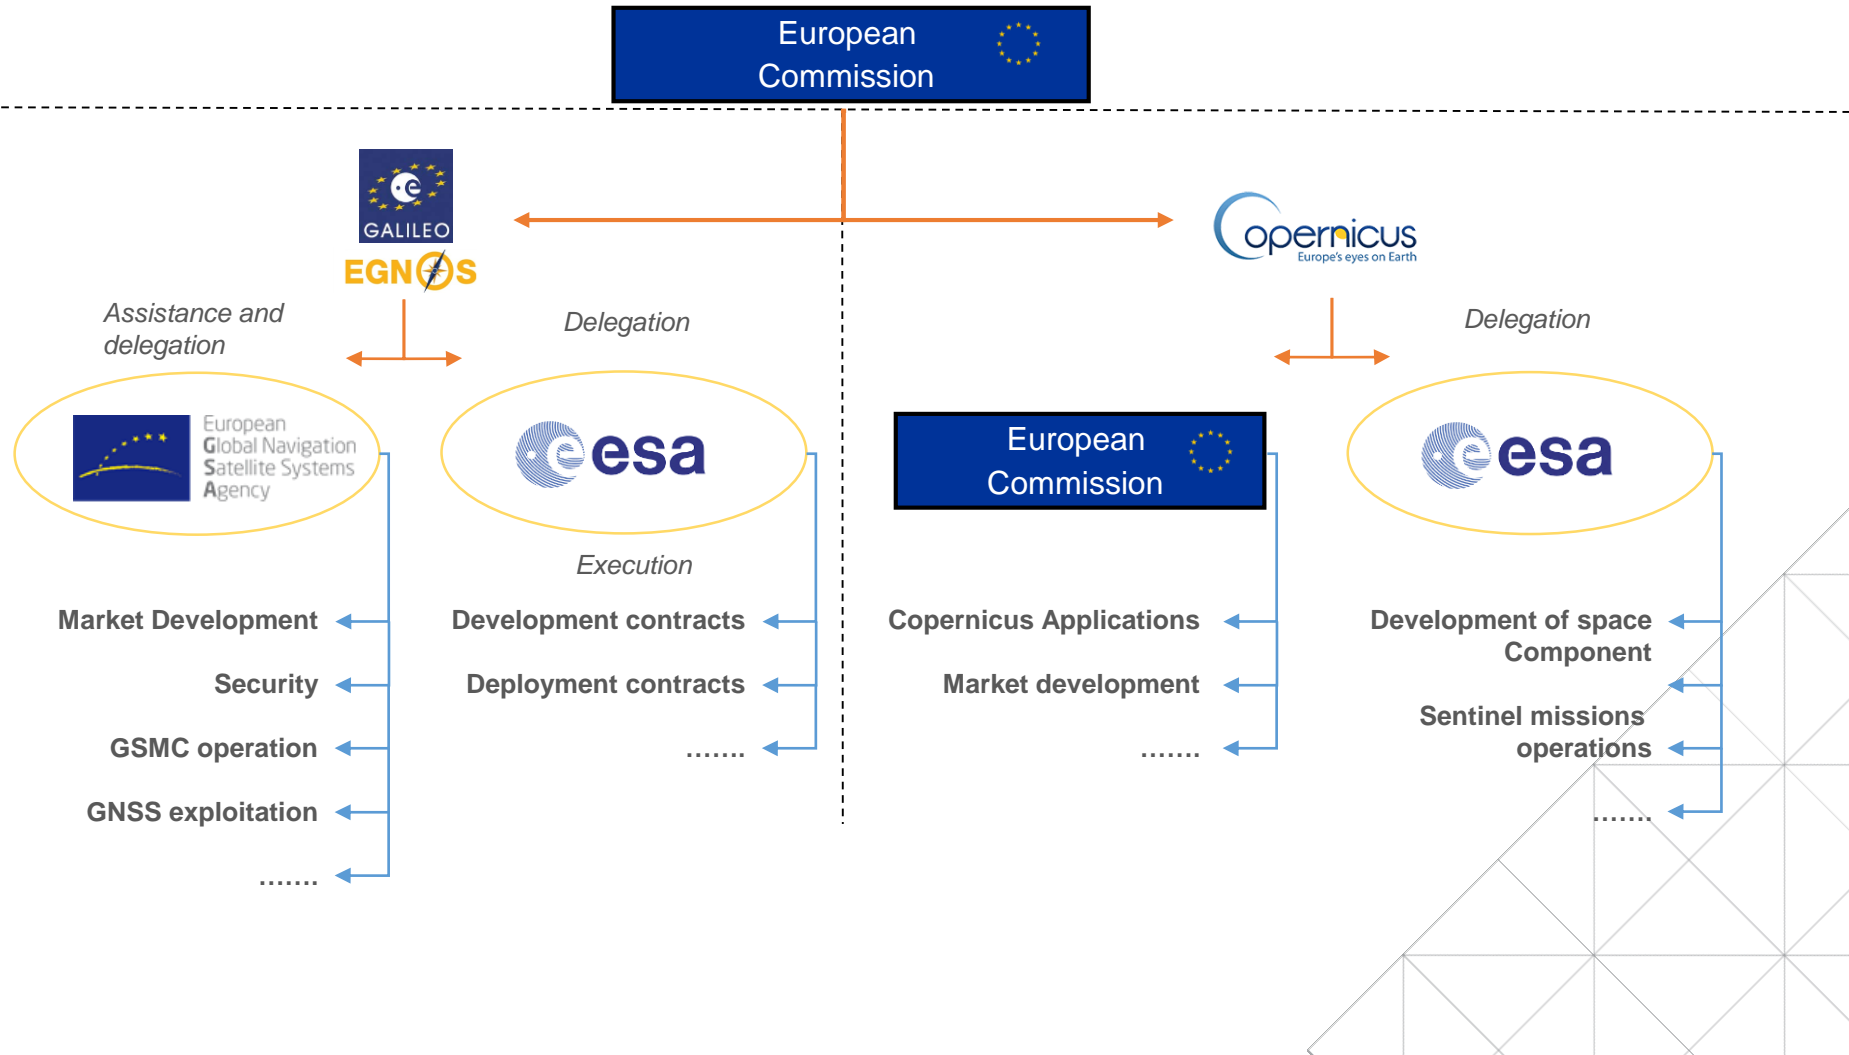 European
Commission
GALILEO
EGNOS
Copernicus
Europe's eyes on Earth
Assistance and
delegation
Delegation
Delegation
European
Global Navigation
Satellite Systems
Agency
esa
European
Commission
esa
Execution
Market Development
Security
GSMC operation
GNSS exploitation
.......
Development contracts
Deployment contracts
.......
Copernicus Applications
Market development
.......
Development of space
Component
Sentinel missions
operations
.......